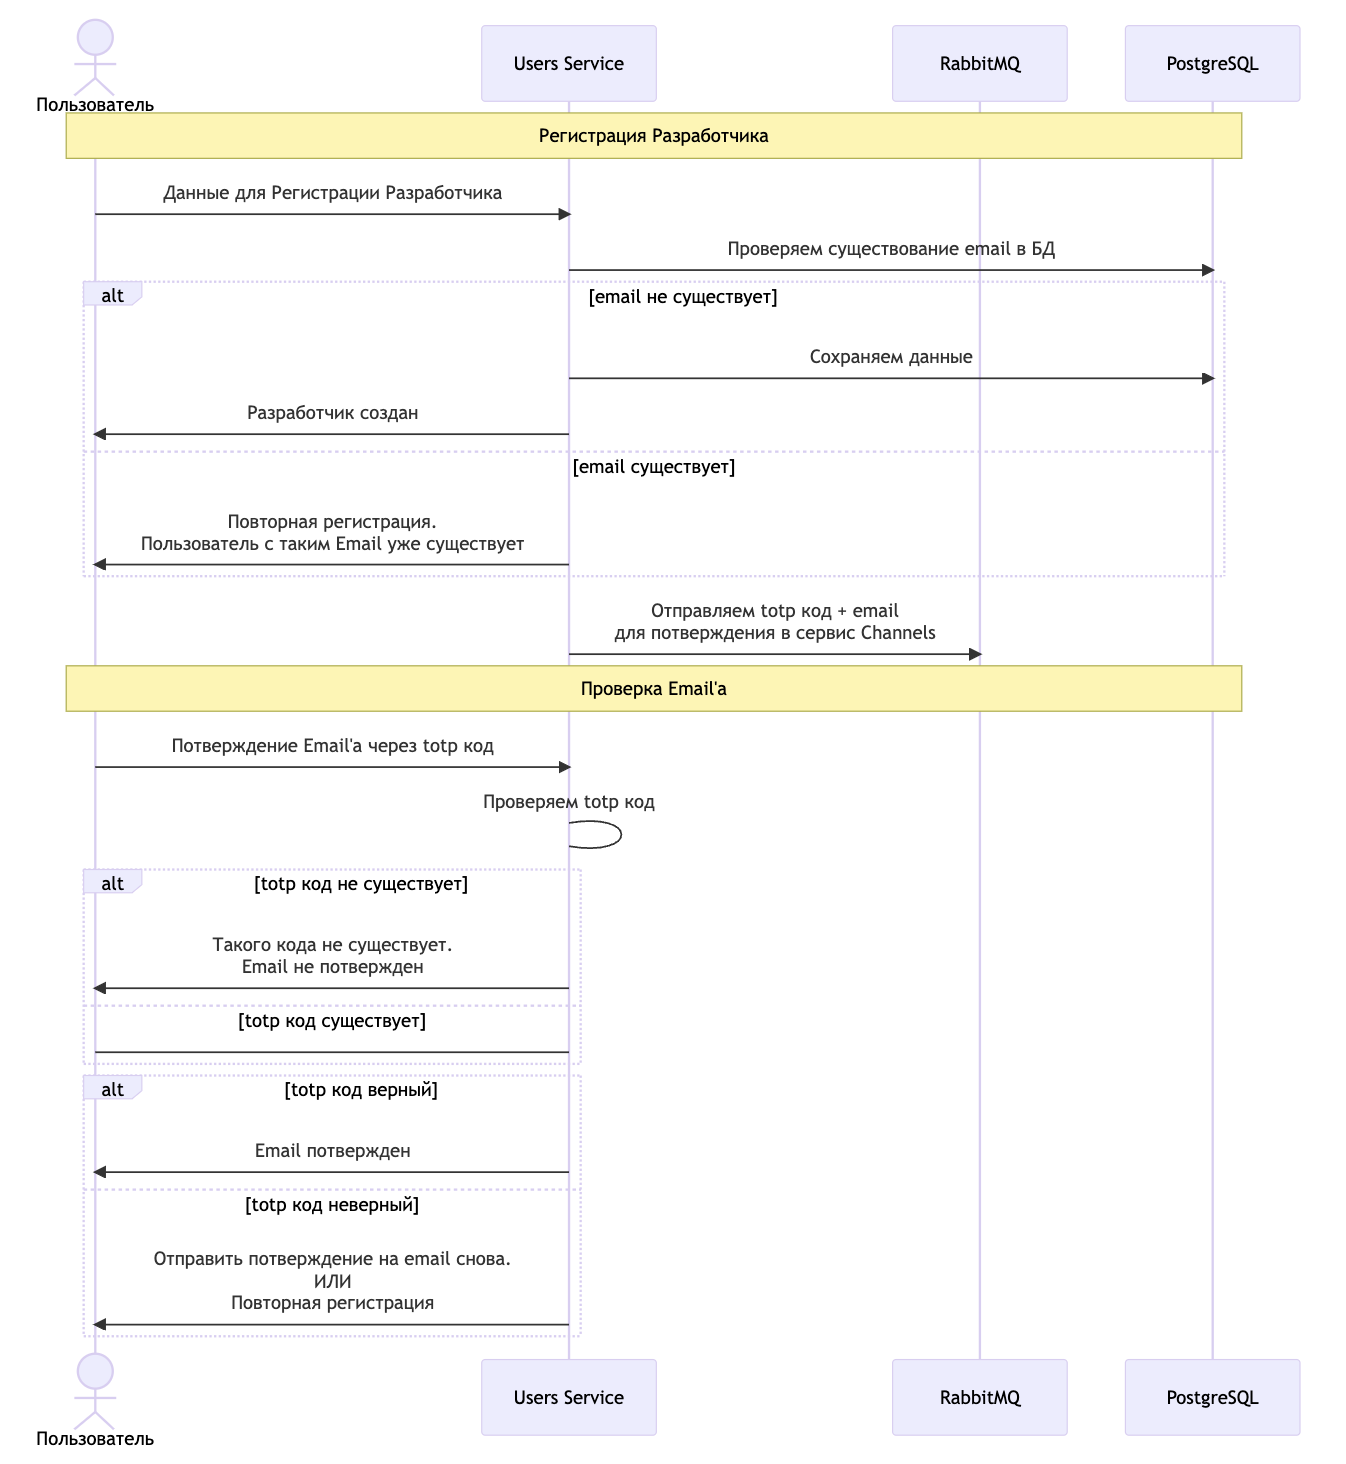 Пользователь
Users Service
RabbitMQ
PostgreSQL
Регистрация Разработчика
Данные для Регистрации Разработчика
Проверяем существование email в БД
alt
[email не существует]
Сохраняем данные
Разработчик создан
[email существует]
Повторная регистрация.
Пользователь с таким Email уже существует
Отправляем totp код + email
для потверждения в сервис Channels
Проверка Email'а
Потверждение Email'а через totp код
Проверяем totp код
alt
[totp код не существует]
Такого кода не существует.
Email не потвержден
[totp код существует]
alt
[totp код верный]
Email потвержден
[totp код неверный]
Отправить потверждение на email снова.
ИЛИ
Повторная регистрация
Пользователь
Users Service
RabbitMQ
PostgreSQL